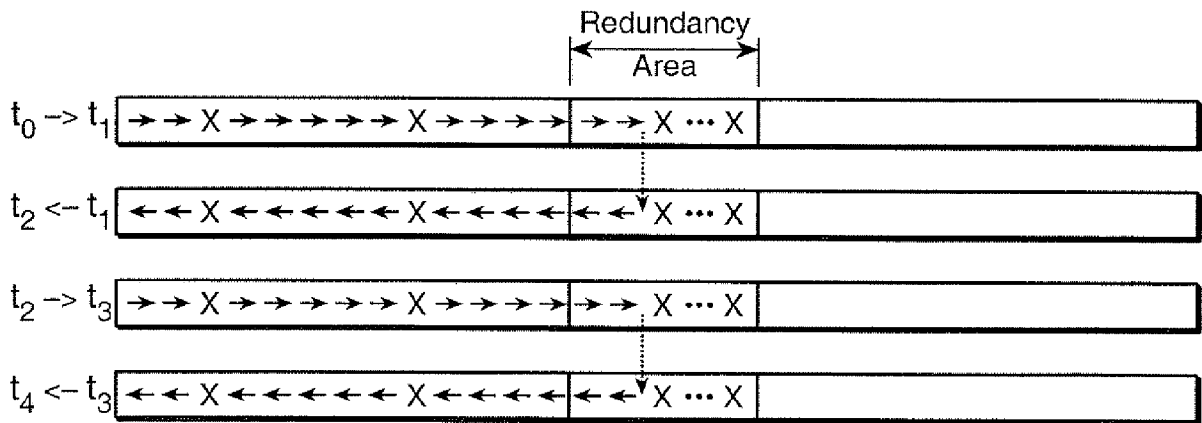 Redundancy
Area
t0 -> t1 X X X ••• X
t2 <- t1 X X X ••• X
t2 -> t3 X X X ••• X
t4 <- t3 X X X ••• X